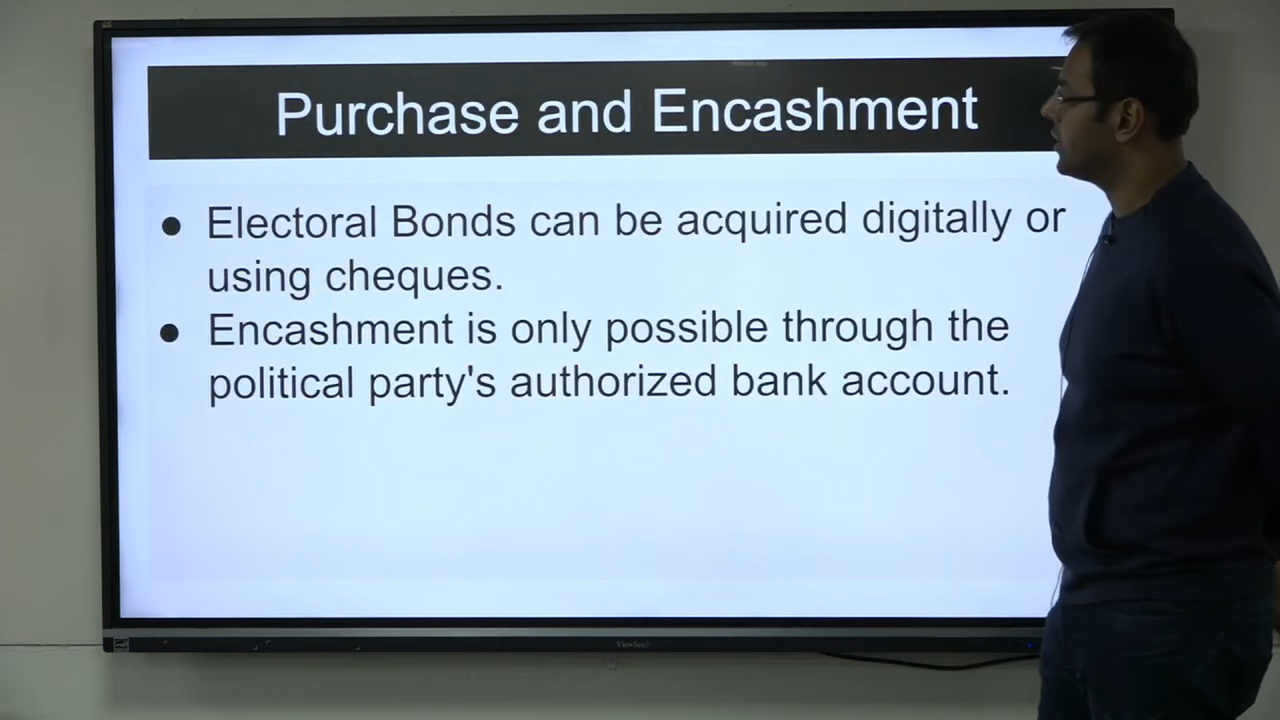 Purchase and Encashment
● Electoral Bonds can be acquired digitally or
using cheques.
● Encashment is only possible through the
political party's authorized bank account.
ViewSonic